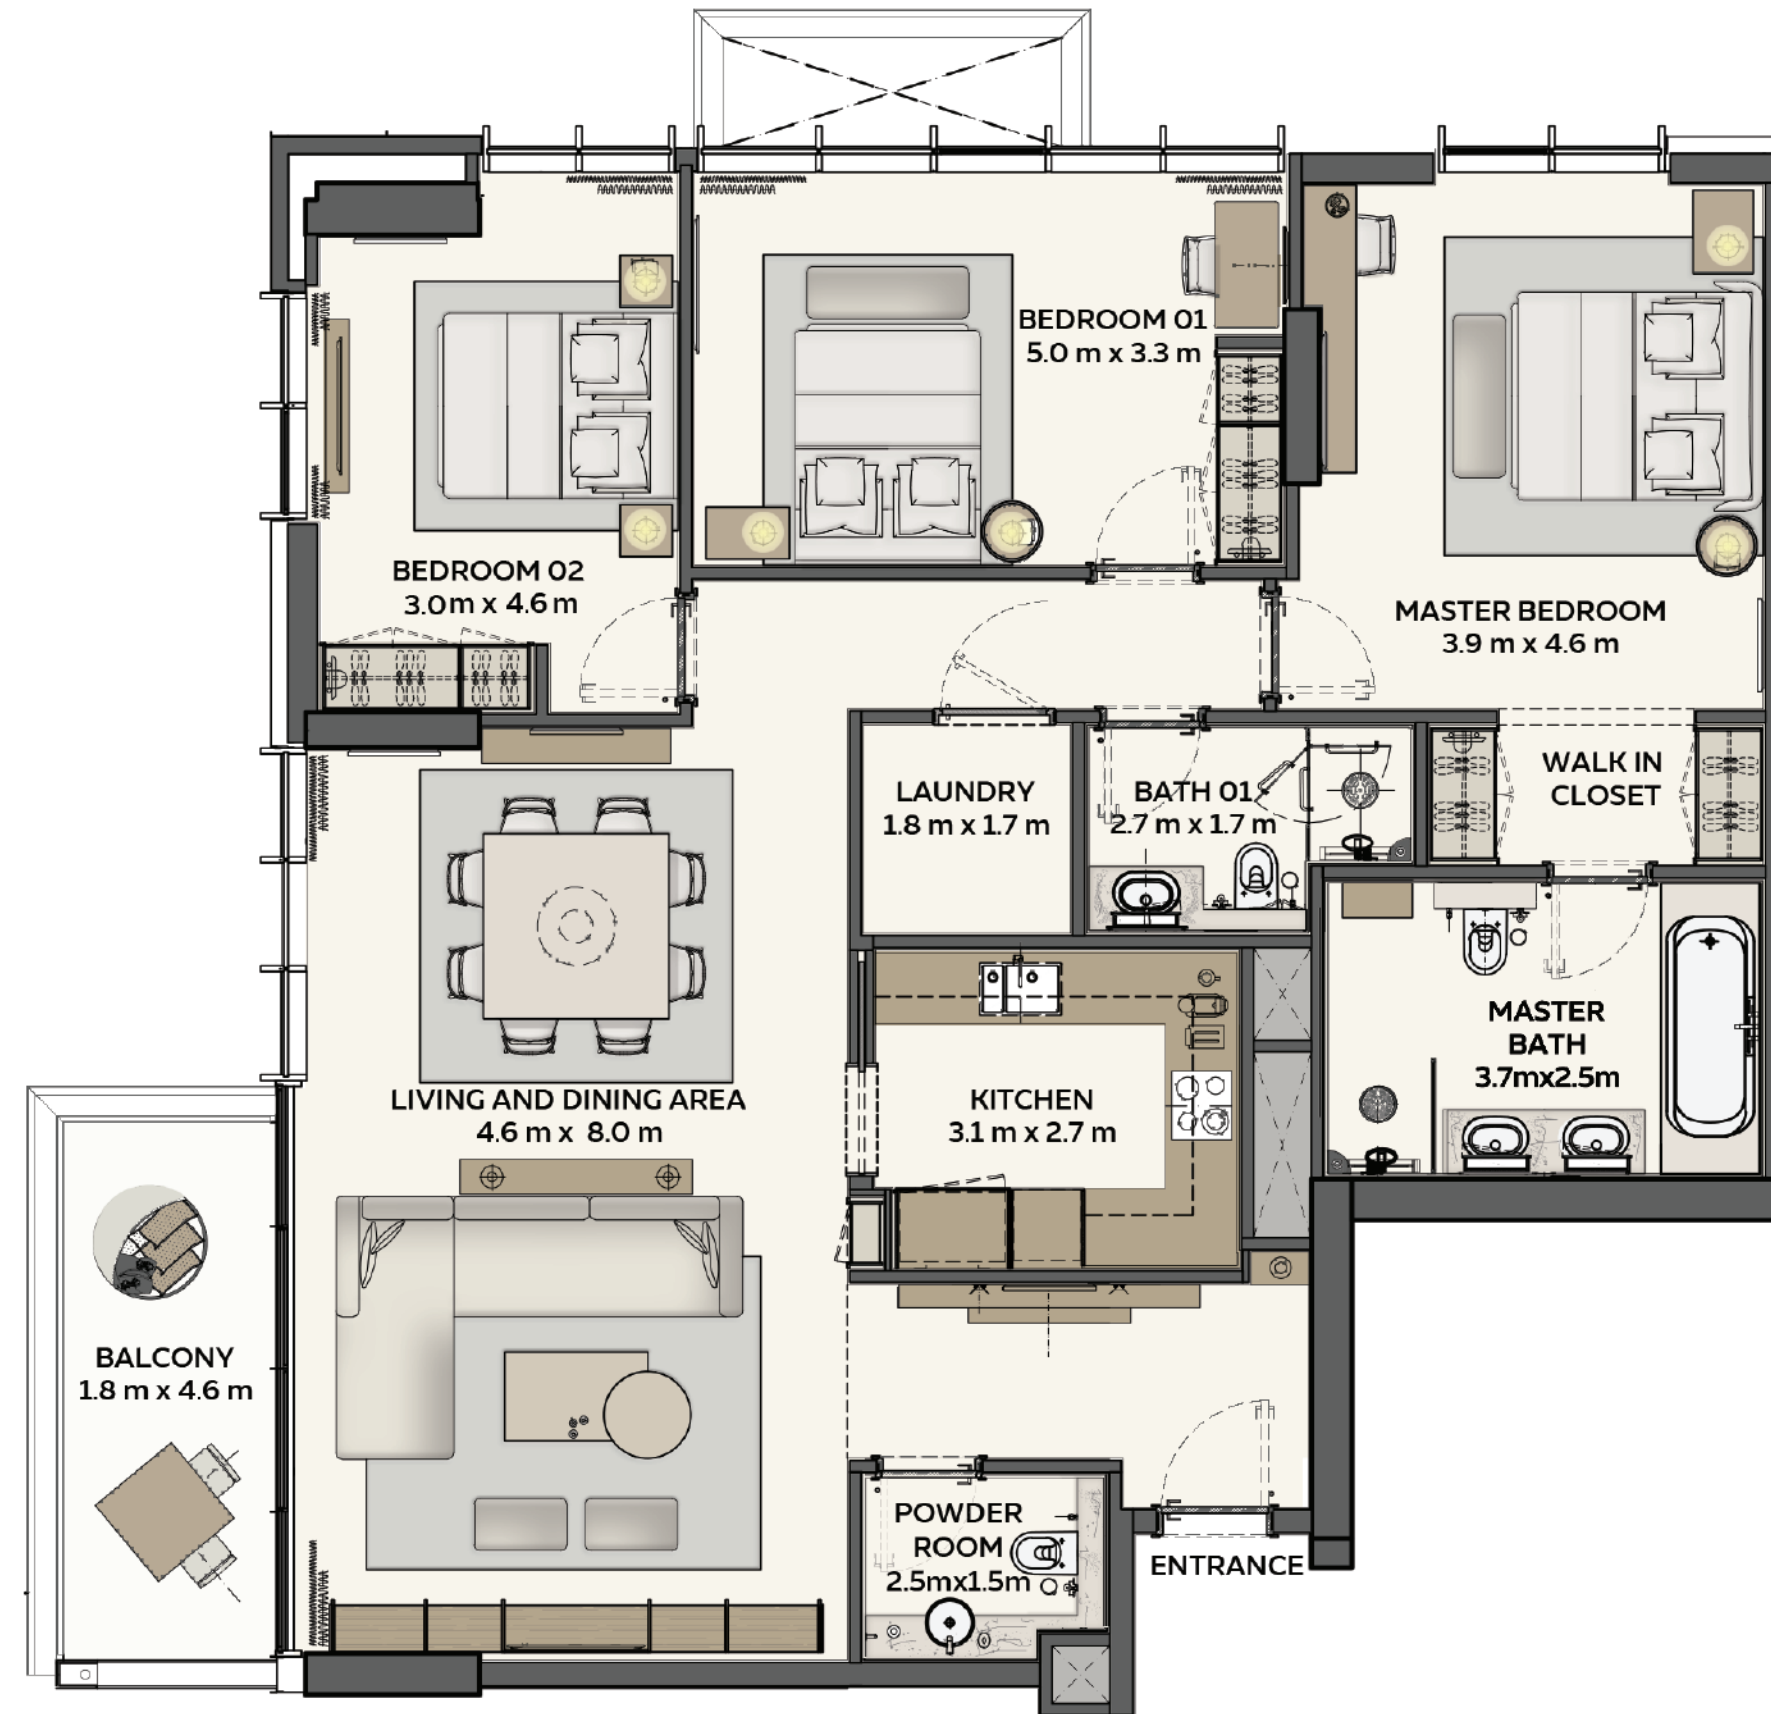 BEDROOM 01
5.0 m x 3.3 m
BEDROOM 02
3.0m x 4.6 m
MASTER BEDROOM
3.9 m x 4.6 m
LAUNDRY
1.8 m x 1.7 m
BATH 01
2.7 m x 1.7 m
WALK IN
CLOSET
MASTER
BATH
3.7mx2.5m
LIVING AND DINING AREA
4.6 m x 8.0 m
KITCHEN
3.1 m x 2.7 m
BALCONY
1.8 m x 4.6 m
POWDER
ROOM
2.5mx1.5m
ENTRANCE